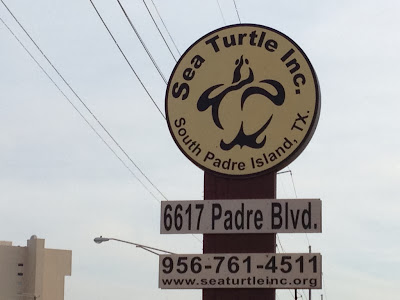 Sea Turtle Inc.
South Padre Island, TX.
6617 Padre Blvd.
956-761-4511
www.seaturtleinc.org